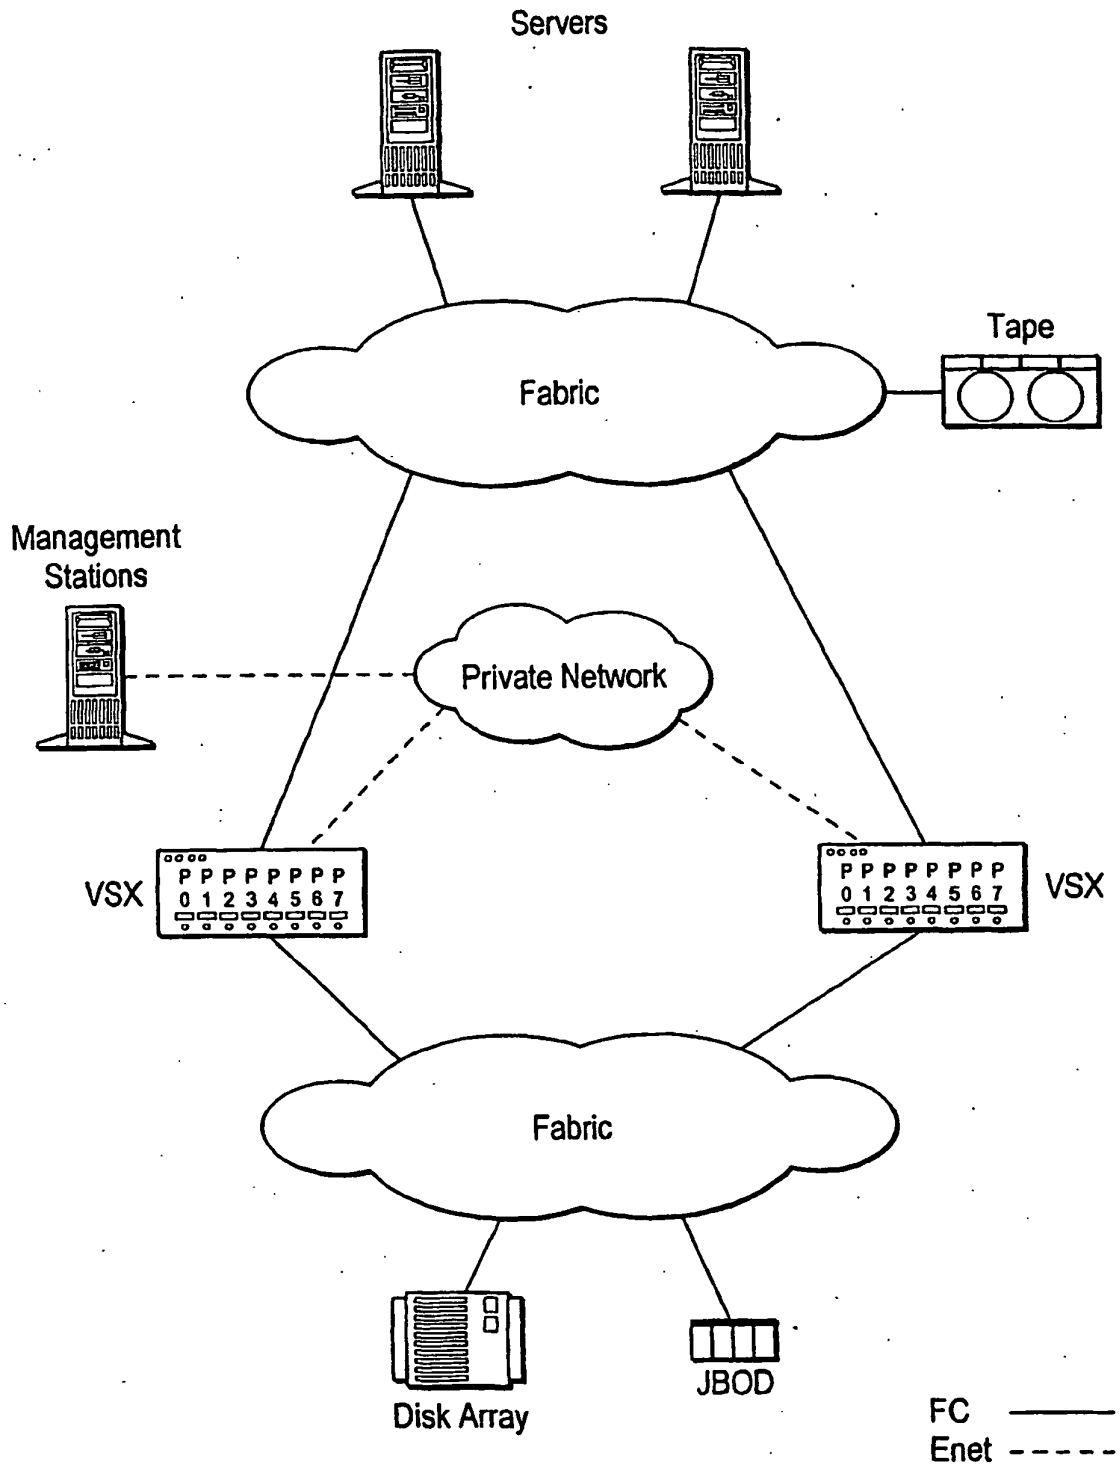 Servers
Tape
Fabric
Management
Stations
Private Network
VSX
P P P P P P P P
0 1 2 3 4 5 6 7
P P P P P P P P
0 1 2 3 4 5 6 7
VSX
Fabric
Disk Array
JBOD
FC
Enet